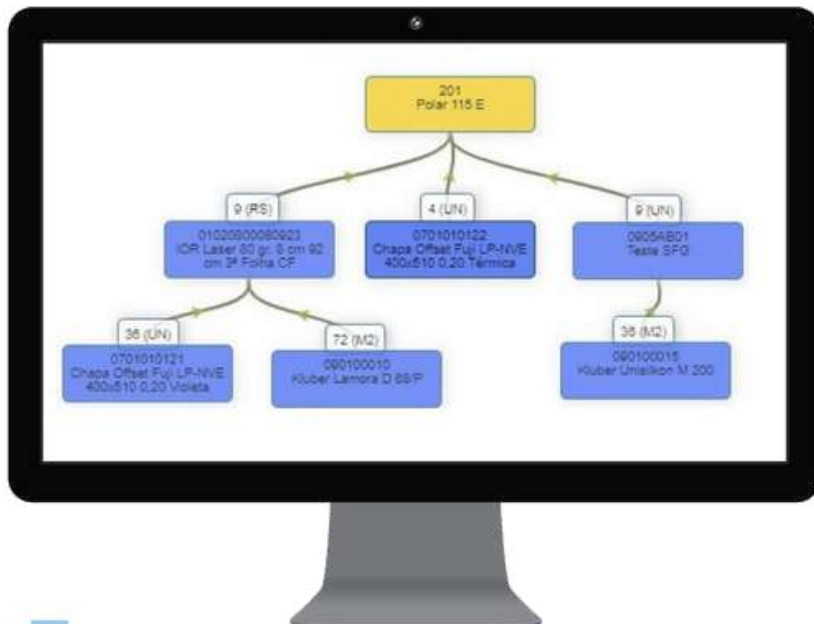 201
Polar 115 E
9 (RS)
4 (UN)
9 (UN)
01020800080923
IOR Laser 80 gr. 8 cm 92
cm 3ª Folha CF
0701010122
Chapa Offset Fuji LP-NVE
400x510 0,20 Térmica
0905AB01
Teste SFG
36 (UN)
72 (M2)
36 (M2)
0701010121
Chapa Offset Fuji LP-NVE
400x510 0,20 Violeta
090100010
Kluber Lamora D 68/P
090100015
Kluber Unisilkon M 200